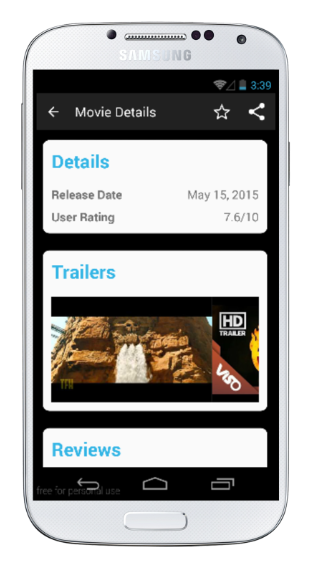 SAMSUNG
3:39
Movie Details
Details
Release Date May 15, 2015
User Rating 7.6/10
Trailers
HD
TRAILER
TFN
VISO
Reviews
free for personal use